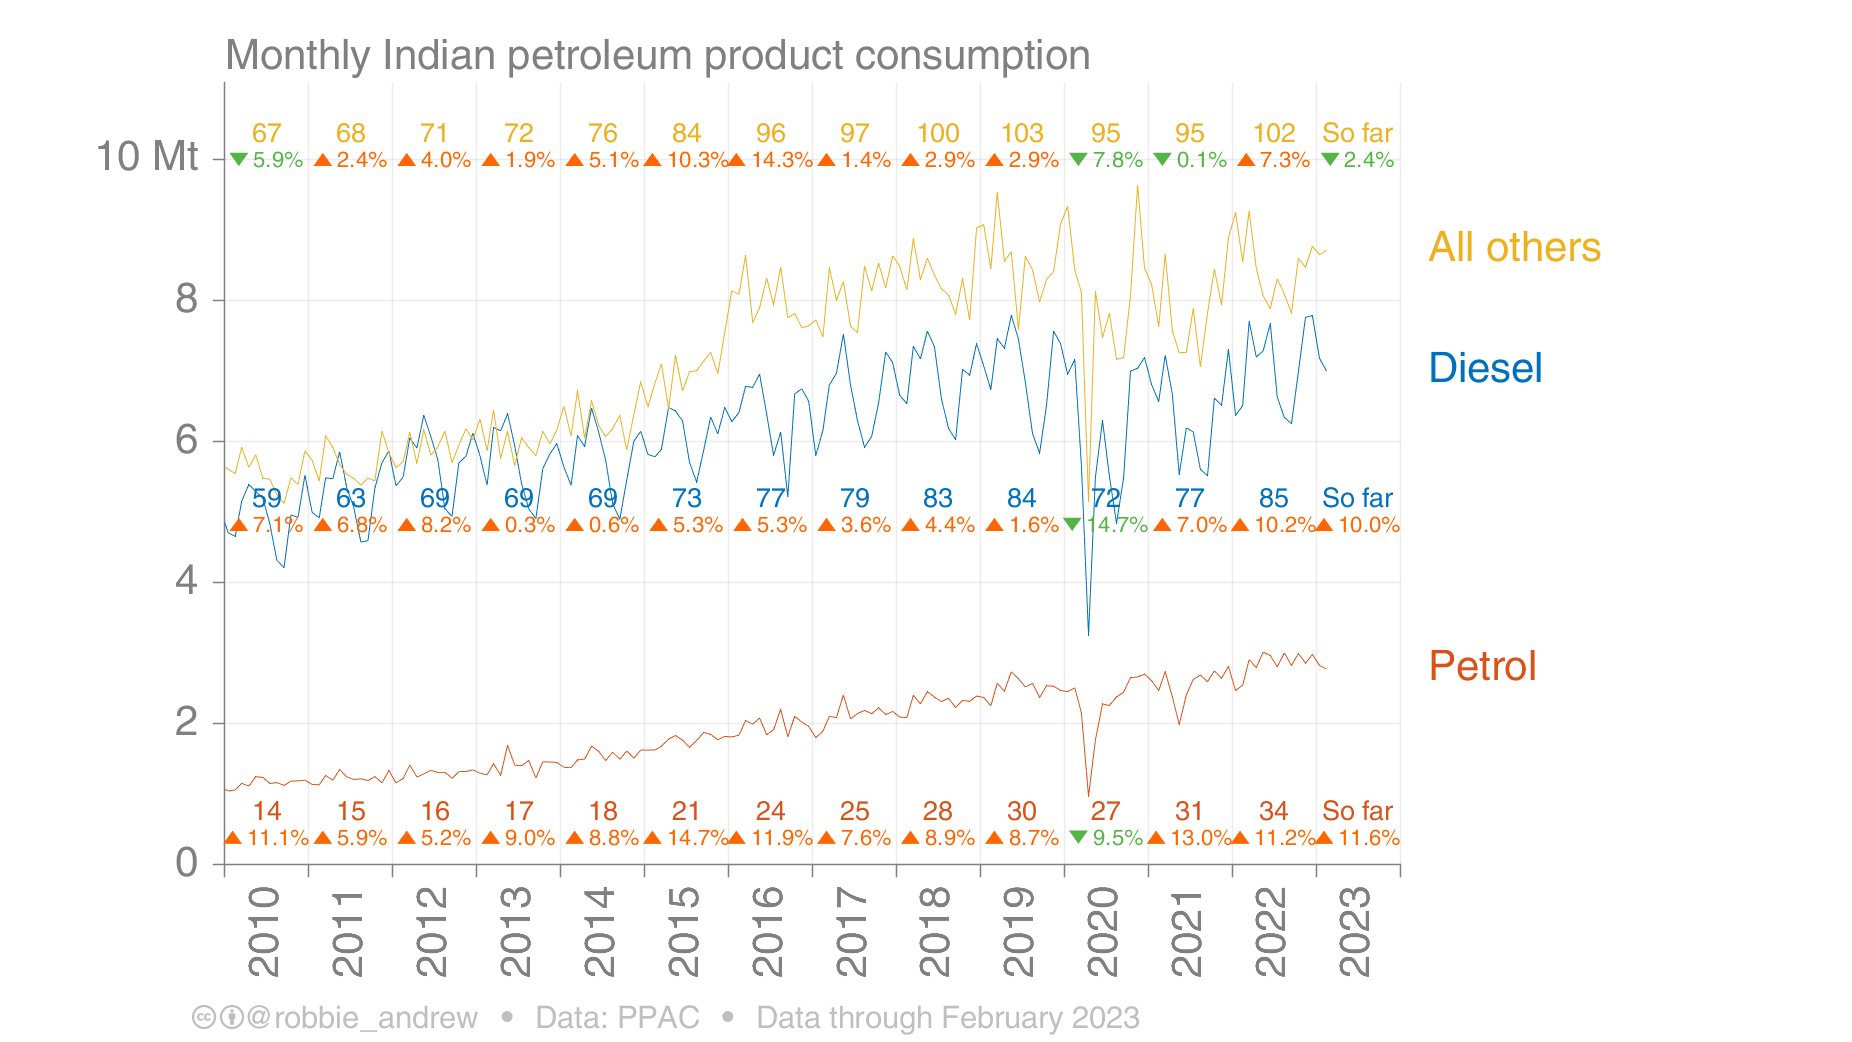 Monthly Indian petroleum product consumption
67 68 71 72 76 84 96 97 100 103 95 95 102 So far
10 Mt ▼ 5.9% ▲ 2.4% ▲ 4.0% ▲ 1.9% ▲ 5.1% ▲ 10.3% ▲ 14.3% ▲ 1.4% ▲ 2.9% ▲ 2.9% ▼ 7.8% ▼ 0.1% ▲ 7.3% ▼ 2.4%
All others
8
Diesel
6
59 63 69 69 69 73 77 79 83 84 72 77 85 So far
▲ 7.1% ▲ 6.8% ▲ 8.2% ▲ 0.3% ▲ 0.6% ▲ 5.3% ▲ 5.3% ▲ 3.6% ▲ 4.4% ▲ 1.6% ▼ 14.7% ▲ 7.0% ▲ 10.2% ▲ 10.0%
4
Petrol
2
14 15 16 17 18 21 24 25 28 30 27 31 34 So far
▲ 11.1% ▲ 5.9% ▲ 5.2% ▲ 9.0% ▲ 8.8% ▲ 14.7% ▲ 11.9% ▲ 7.6% ▲ 8.9% ▲ 8.7% ▼ 9.5% ▲ 13.0% ▲ 11.2% ▲ 11.6%
0
2010 2011 2012 2013 2014 2015 2016 2017 2018 2019 2020 2021 2022 2023
@robbie_andrew • Data: PPAC • Data through February 2023